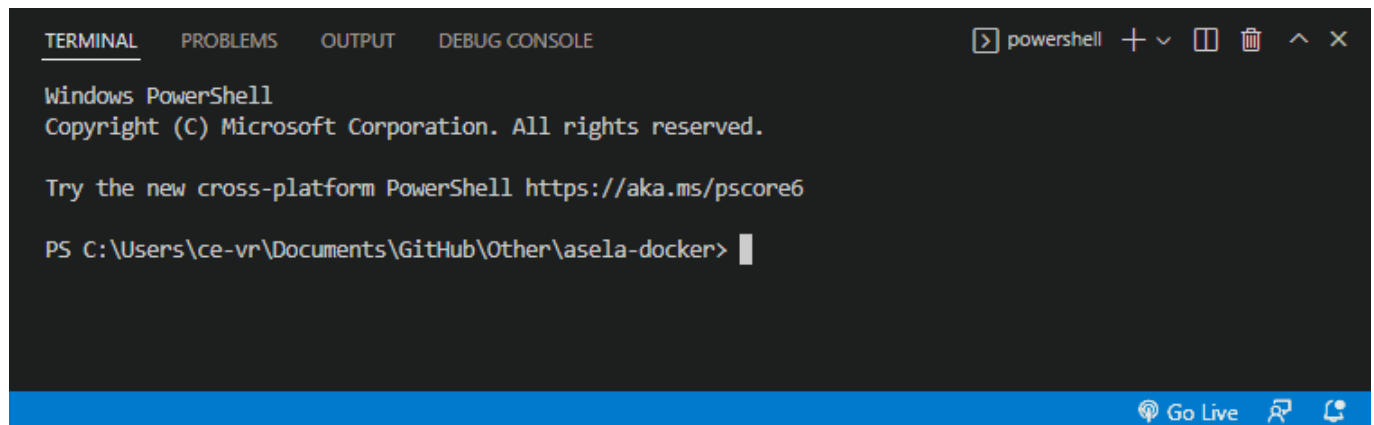 TERMINAL PROBLEMS OUTPUT DEBUG CONSOLE powershell
Windows PowerShell
Copyright (C) Microsoft Corporation. All rights reserved.
Try the new cross-platform PowerShell https://aka.ms/pscore6
PS C:\Users\ce-vr\Documents\GitHub\Other\asela-docker>
Go Live